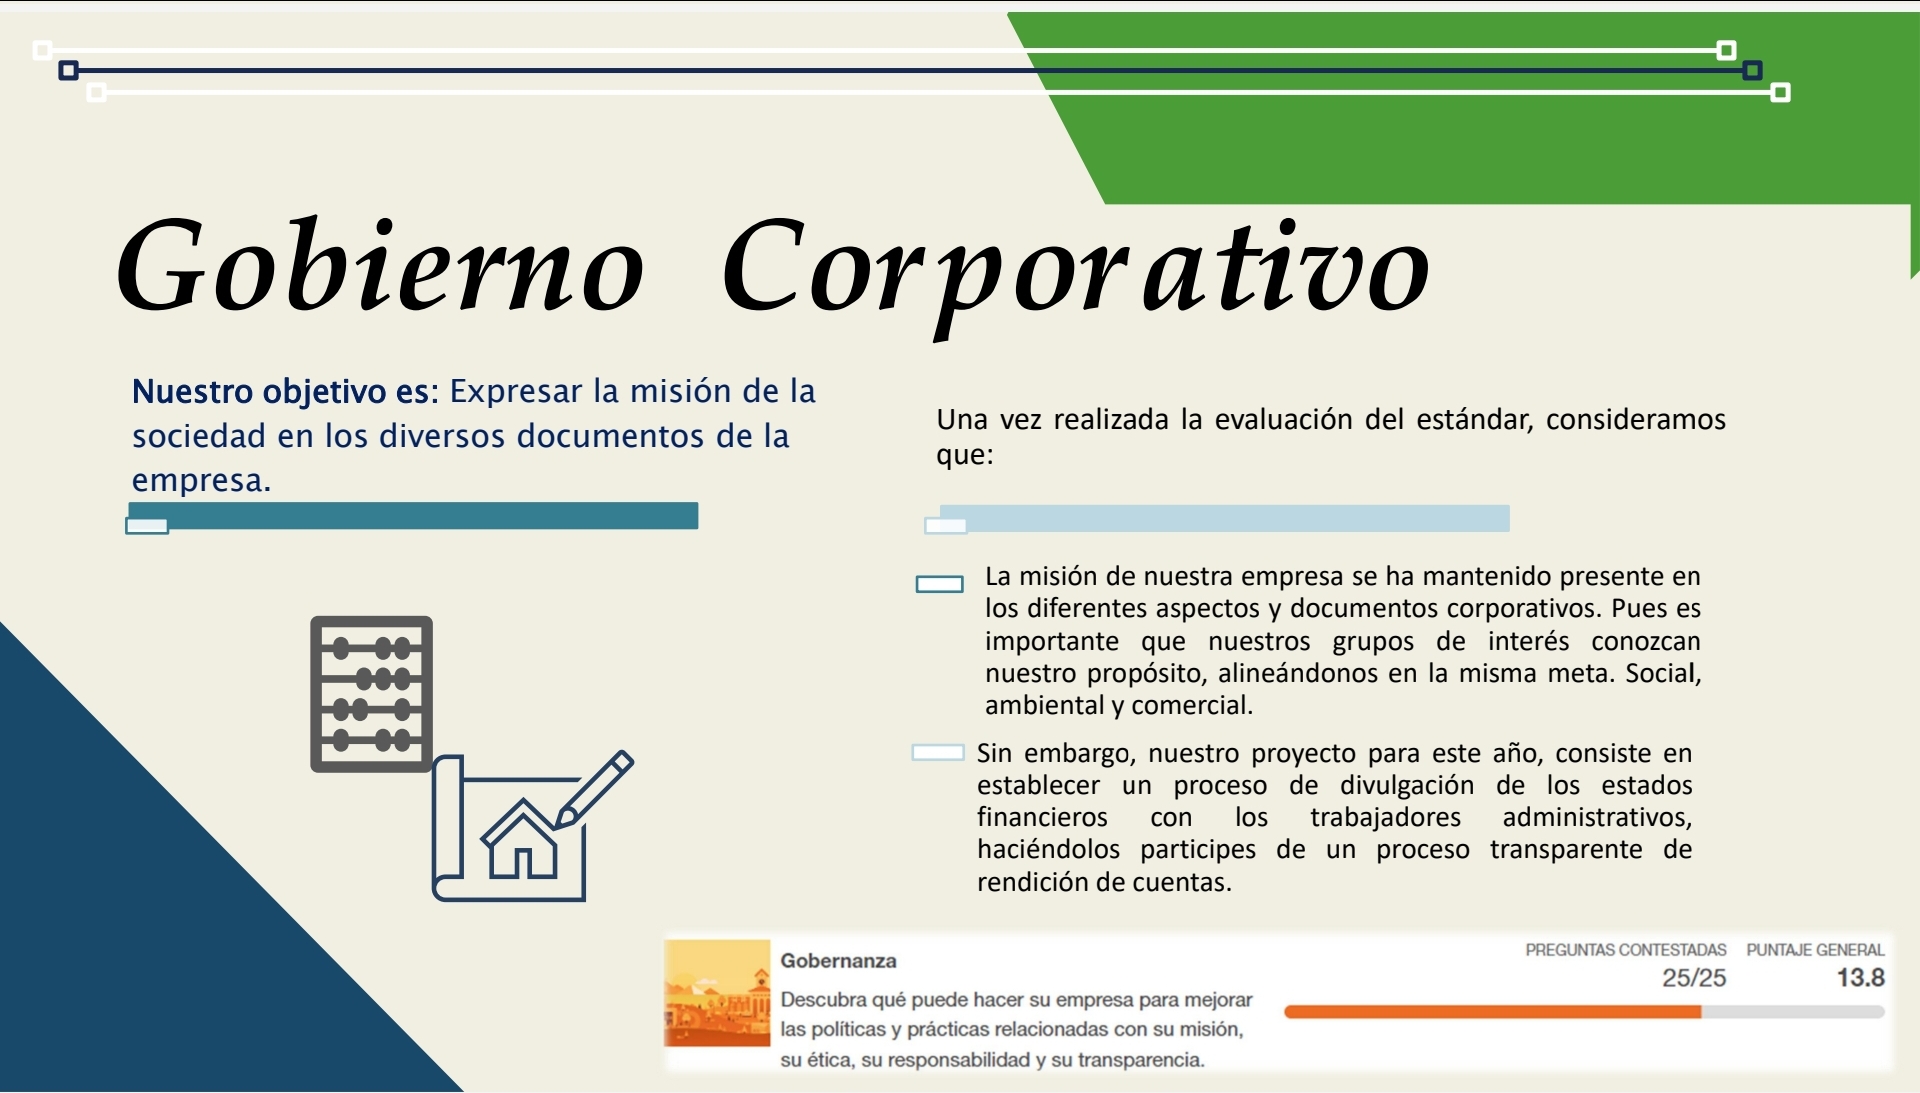 Gobierno Corporativo
Nuestro objetivo es: Expresar la misión de la
sociedad en los diversos documentos de la
empresa.
Una vez realizada la evaluación del estándar, consideramos
que:
La misión de nuestra empresa se ha mantenido presente en
los diferentes aspectos y documentos corporativos. Pues es
importante que nuestros grupos de interés conozcan
nuestro propósito, alineándonos en la misma meta. Social,
ambiental y comercial.
Sin embargo, nuestro proyecto para este año, consiste en
establecer un proceso de divulgación de los estados
financieros con los trabajadores administrativos,
haciéndolos participes de un proceso transparente de
rendición de cuentas.
Gobernanza
Descubra qué puede hacer su empresa para mejorar
las políticas y prácticas relacionadas con su misión,
su ética, su responsabilidad y su transparencia.
PREGUNTAS CONTESTADAS PUNTAJE GENERAL
25/25 13.8